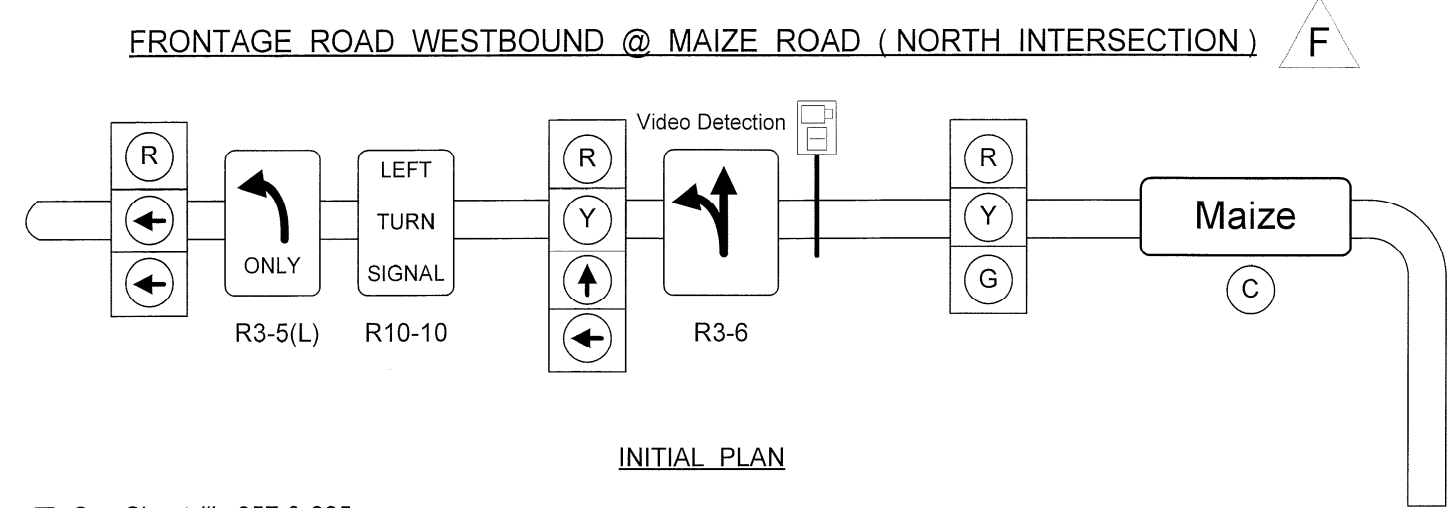 FRONTAGE ROAD WESTBOUND @ MAIZE ROAD ( NORTH INTERSECTION )
F
Video Detection
R
ONLY
R3-5(L)
LEFT
TURN
SIGNAL
R10-10
R
Y
R3-6
R
Y
G
Maize
C
INITIAL PLAN